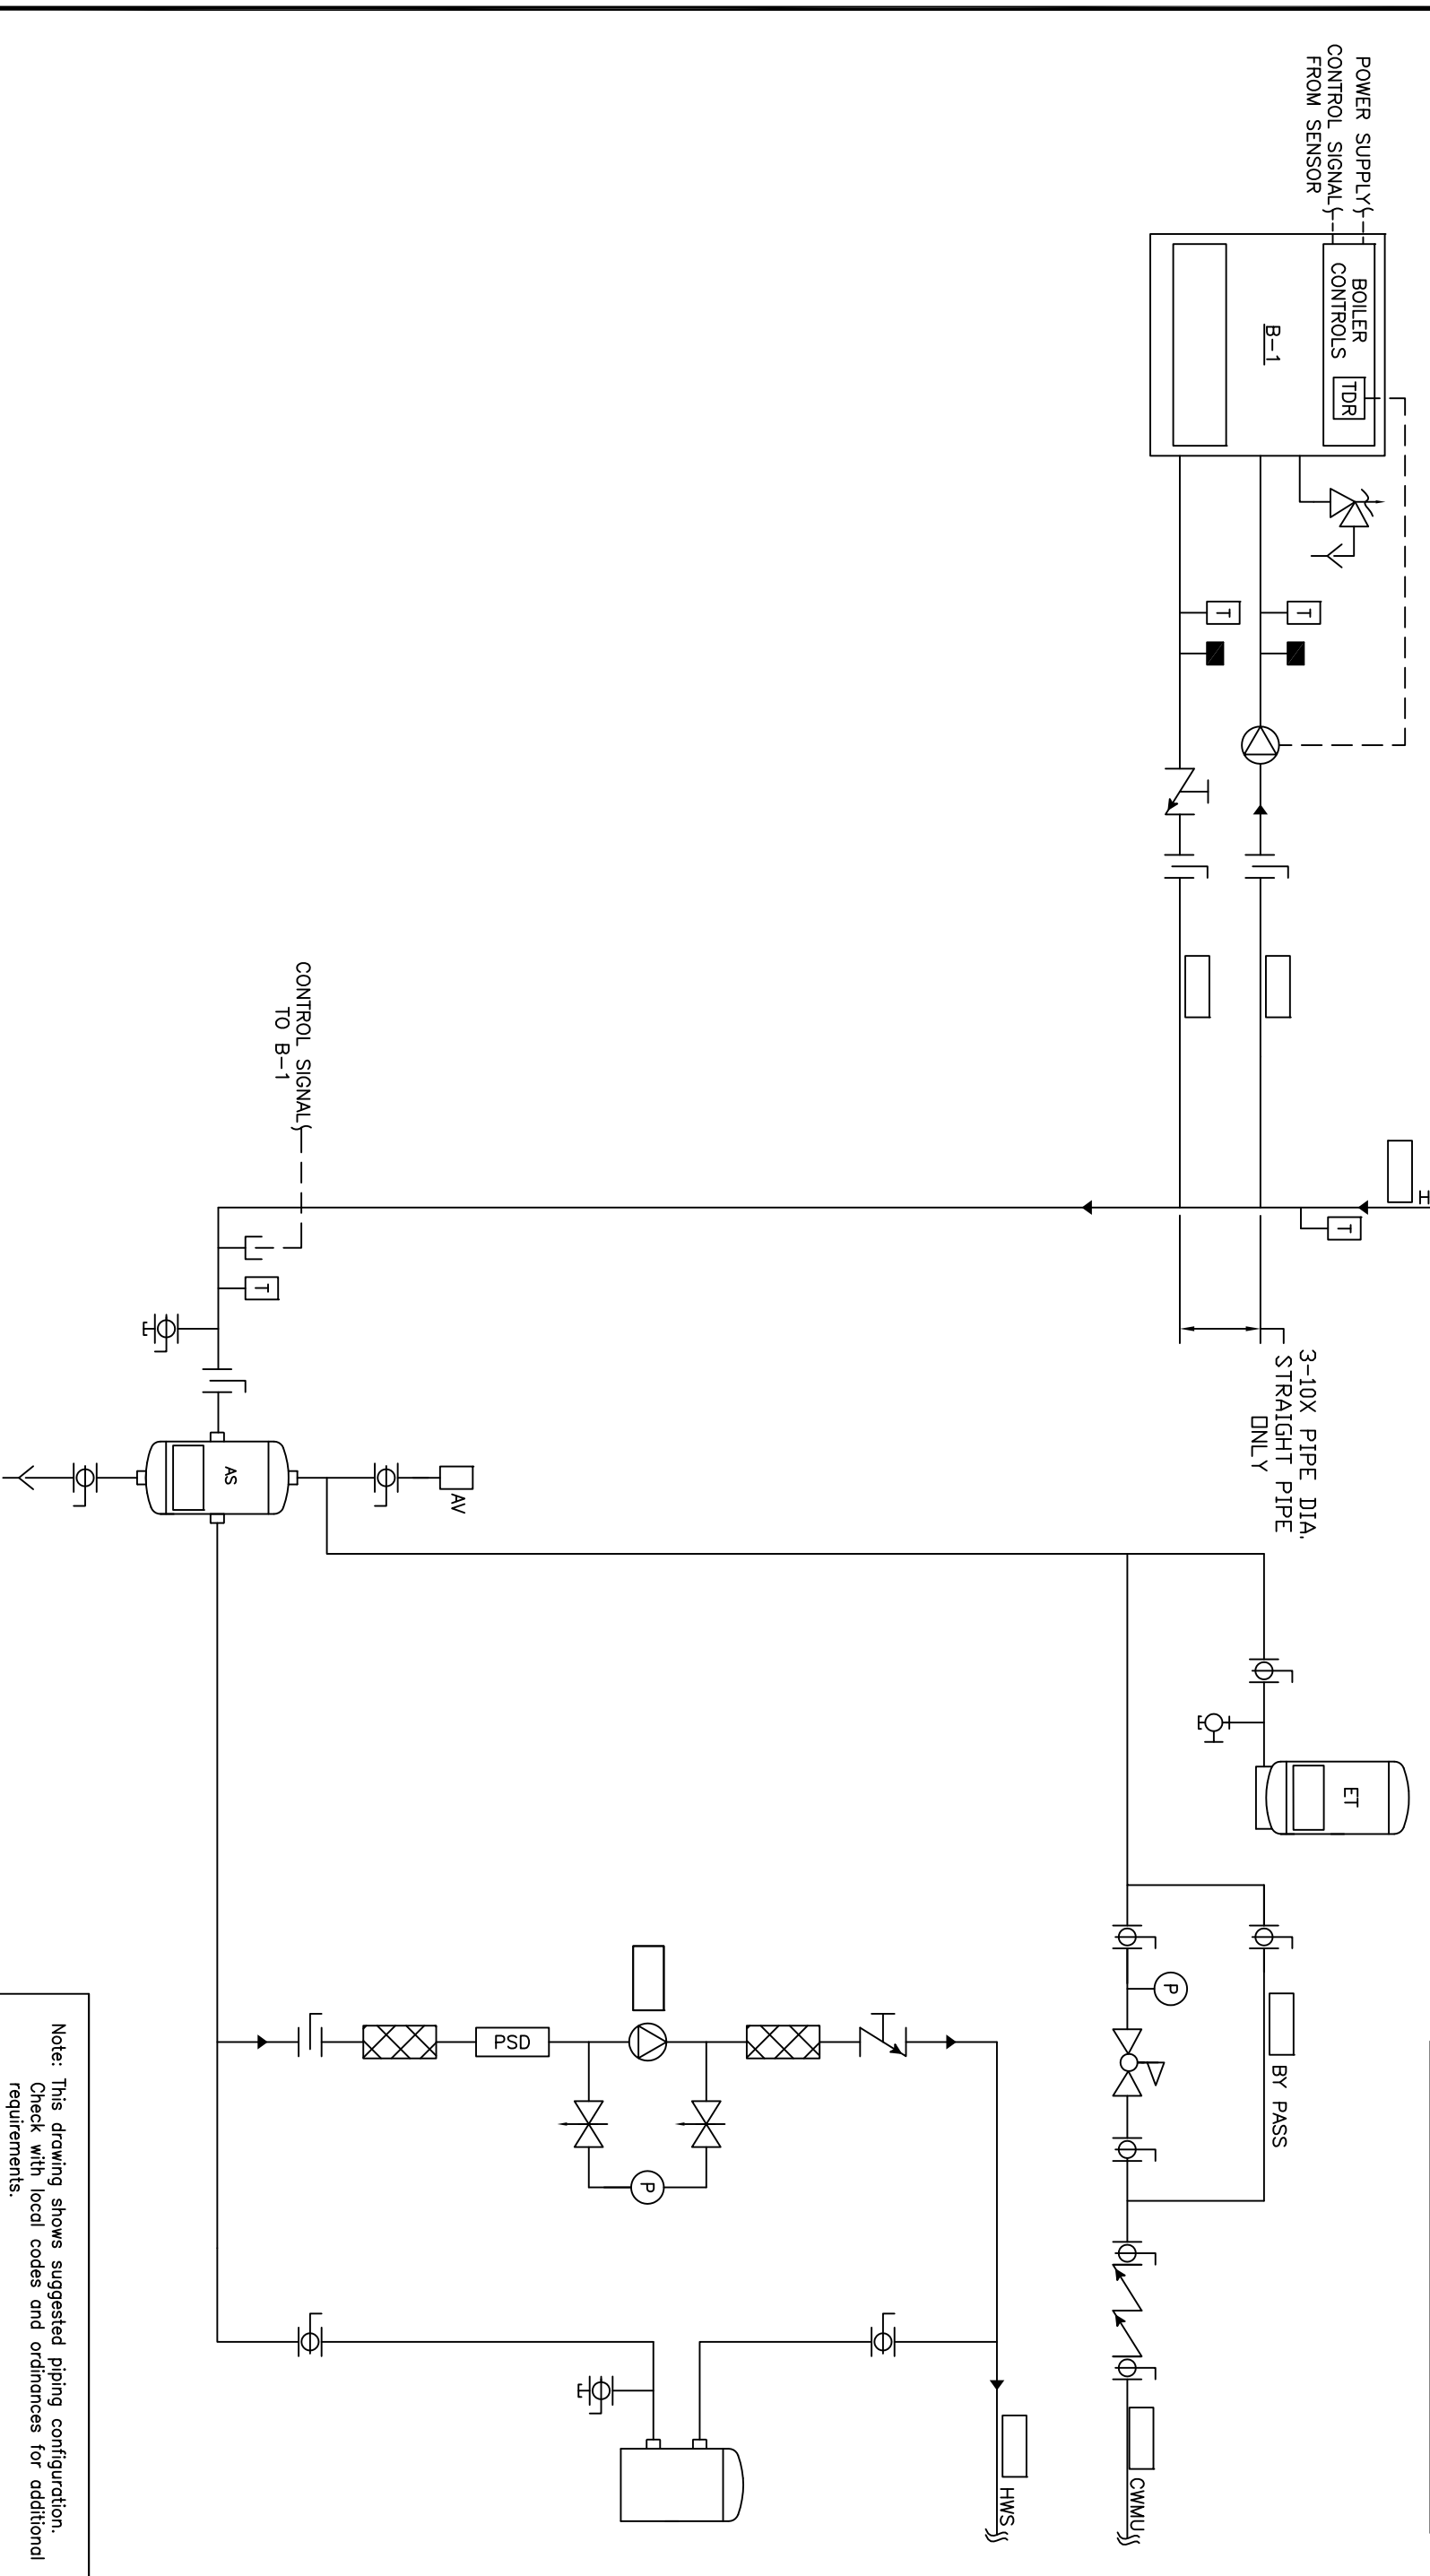 POWER SUPPLY
CONTROL SIGNAL
FROM SENSOR
BOILER
CONTROLS
TDR
B-1
T
T
H
T
3-10X PIPE DIA.
STRAIGHT PIPE
ONLY
CONTROL SIGNAL
TO B-1
T
AS
AV
ET
P
BY PASS
PSD
P
HWS
CWMU
Note: This drawing shows suggested piping configuration.
Check with local codes and ordinances for additional
requirements.